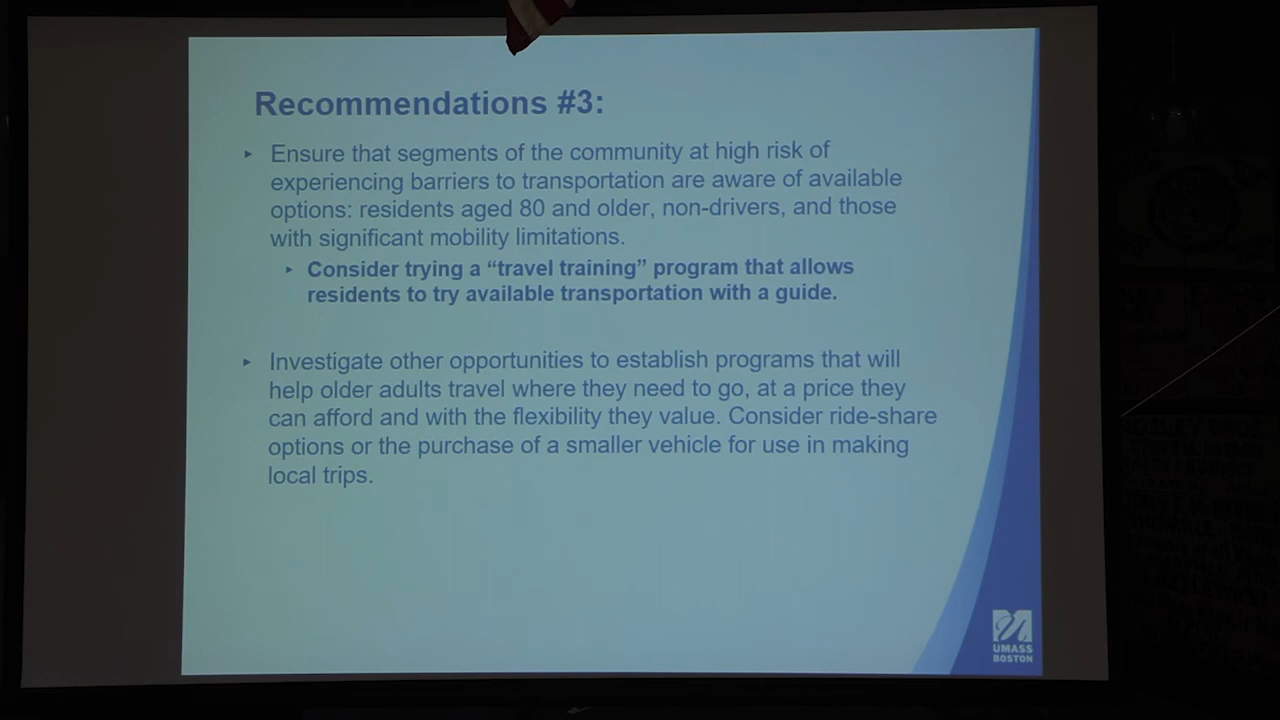 Recommendations #3:
‣ Ensure that segments of the community at high risk of
experiencing barriers to transportation are aware of available
options: residents aged 80 and older, non-drivers, and those
with significant mobility limitations.
‣ Consider trying a “travel training” program that allows
residents to try available transportation with a guide.
‣ Investigate other opportunities to establish programs that will
help older adults travel where they need to go, at a price they
can afford and with the flexibility they value. Consider ride-share
options or the purchase of a smaller vehicle for use in making
local trips.
UMASS
BOSTON